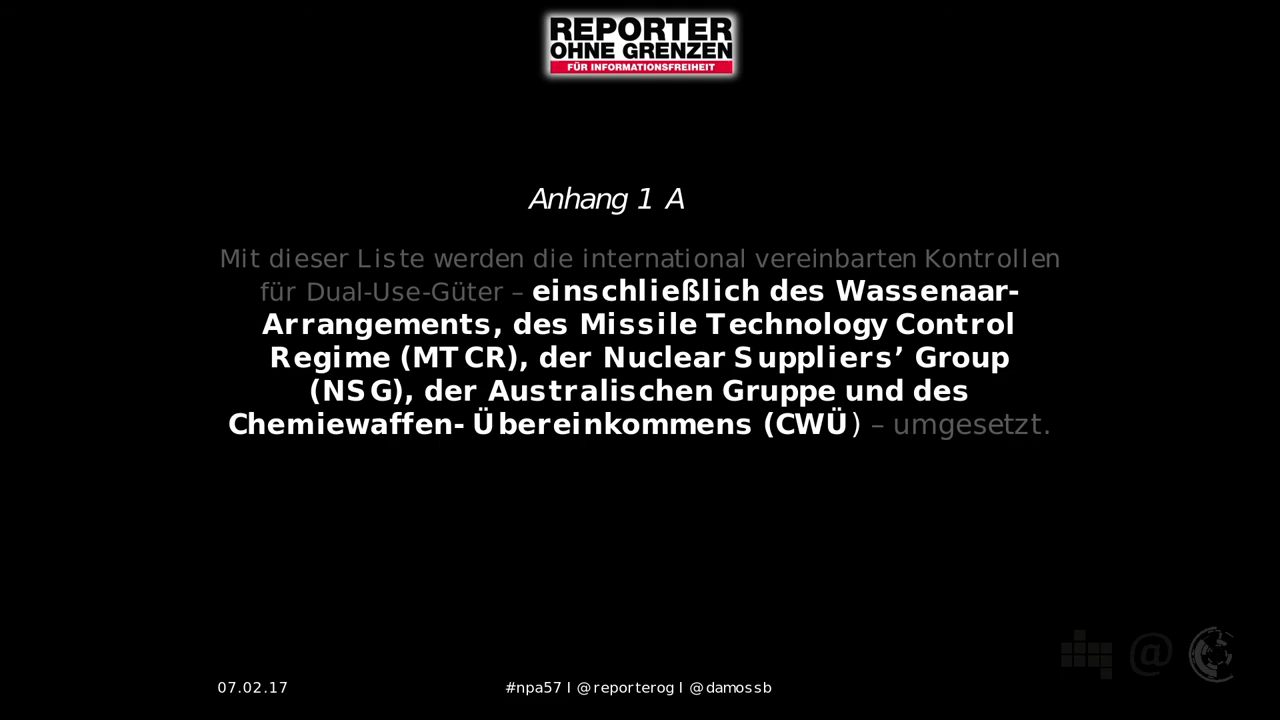 REPORTER
OHNE GRENZEN
FÜR INFORMATIONSFREIHEIT
Anhang 1 A
Mit dieser Liste werden die international vereinbarten Kontrollen
für Dual-Use-Güter – einschließlich des Wassenaar-
Arrangements, des Missile Technology Control
Regime (MTCR), der Nuclear Suppliers’ Group
(NSG), der Australischen Gruppe und des
Chemiewaffen- Übereinkommens (CWÜ) – umgesetzt.
@
07.02.17
#npa57 I @reporterog I @damossb